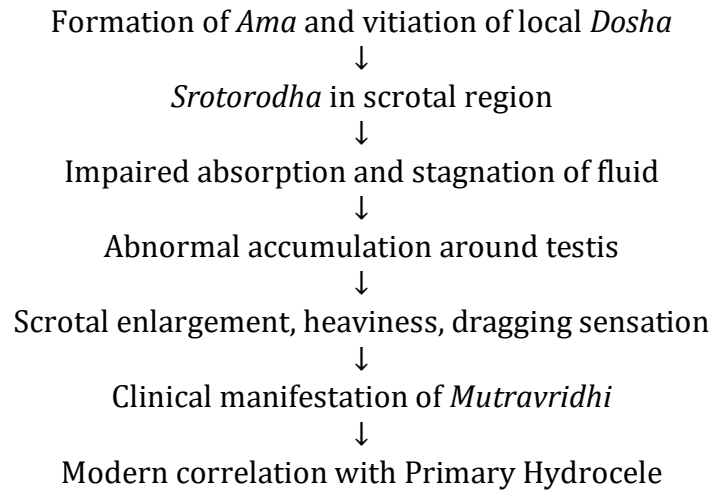 Formation of Ama and vitiation of local Dosha
↓
Srotorodha in scrotal region
↓
Impaired absorption and stagnation of fluid
↓
Abnormal accumulation around testis
↓
Scrotal enlargement, heaviness, dragging sensation
↓
Clinical manifestation of Mutravridhi
↓
Modern correlation with Primary Hydrocele